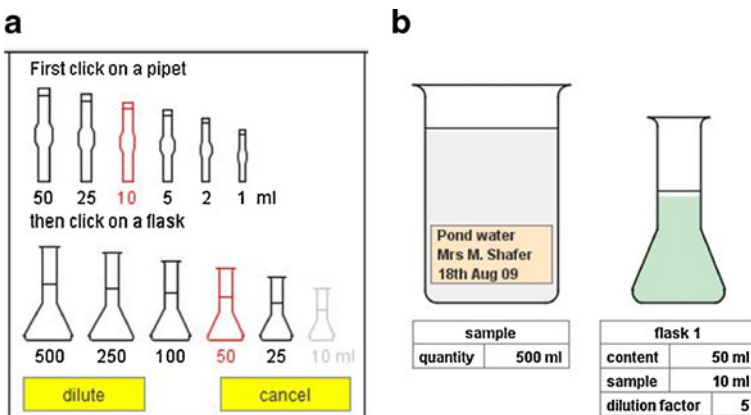 a
First click on a pipet
50 25 10 5 2 1 ml
then click on a flask
500 250 100 50 25 10 ml
dilute cancel
b
Pond water
Mrs M. Shafer
18th Aug 09
sample
quantity 500 ml
flask 1
content 50 ml
sample 10 ml
dilution factor 5